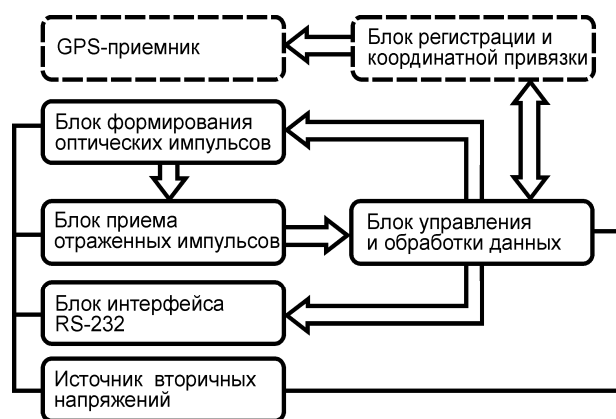 GPS-приемник
Блок регистрации и
координатной привязки
Блок формирования
оптических импульсов
Блок приема
отраженных импульсов
Блок управления
и обработки данных
Блок интерфейса
RS-232
Источник вторичных
напряжений